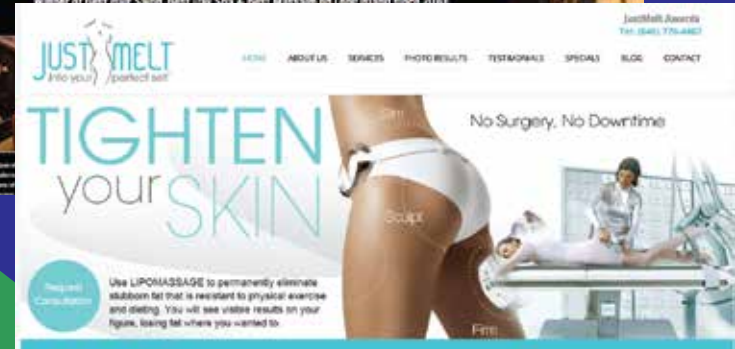 JUST MELT
Into your perfect self
JustMelt Awards
HOME ABOUT US SERVICES PHOTO RESULTS TESTIMONIALS SPECIALS BLOG CONTACT
TIGHTEN
your SKIN
No Surgery, No Downtime
Slim
Sculpt
Firm
Request
Consultation
Use LIPOMASSAGE to permanently eliminate
stubborn fat that is resistant to physical exercise
and dieting. You will see visible results on your
figure, losing fat where you wanted to.